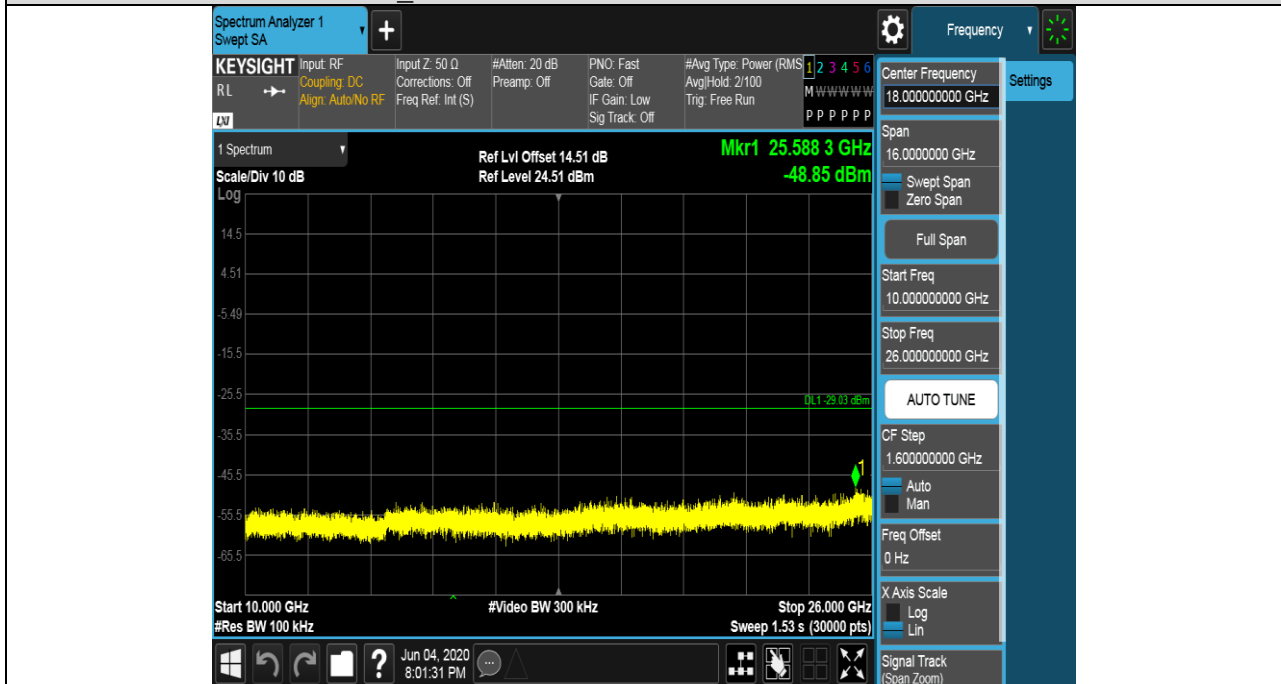 Spectrum Analyzer 1
Swept SA
+
Frequency
KEYSIGHT
RL
LXI
Input: RF
Coupling: DC
Align: Auto/No RF
Input Z: 50 Ω
Corrections: Off
Freq Ref: Int (S)
#Atten: 20 dB
Preamp: Off
PNO: Fast
Gate: Off
IF Gain: Low
Sig Track: Off
#Avg Type: Power (RMS
Avg|Hold: 2/100
Trig: Free Run
1 2 3 4 5 6
M W W W W W
P P P P P P
1 Spectrum
Scale/Div 10 dB
Log
Ref Lvl Offset 14.51 dB
Ref Level 24.51 dBm
Mkr1 25.588 3 GHz
-48.85 dBm
14.5
4.51
-5.49
-15.5
-25.5
DL1 -29.03 dBm
-35.5
-45.5
1
-55.5
-65.5
Start 10.000 GHz
#Res BW 100 kHz
#Video BW 300 kHz
Stop 26.000 GHz
Sweep 1.53 s (30000 pts)
?
Jun 04, 2020
8:01:31 PM
Center Frequency
18.000000000 GHz
Span
16.0000000 GHz
Swept Span
Zero Span
Full Span
Start Freq
10.000000000 GHz
Stop Freq
26.000000000 GHz
AUTO TUNE
CF Step
1.600000000 GHz
Auto
Man
Freq Offset
0 Hz
X Axis Scale
Log
Lin
Signal Track
(Span Zoom)
Settings